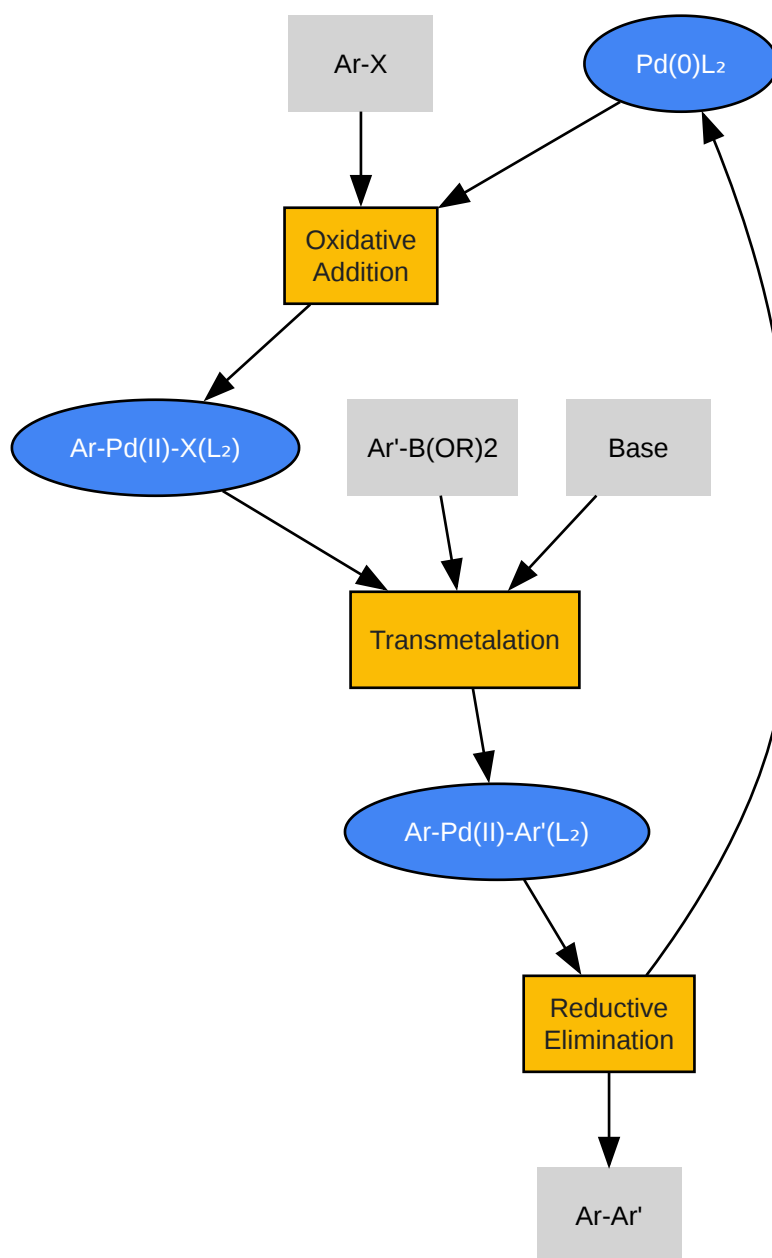 Ar-X
Pd(0)L₂
Oxidative
Addition
Ar-Pd(II)-X(L₂)
Ar'-B(OR)2
Base
Transmetalation
Ar-Pd(II)-Ar'(L₂)
Reductive
Elimination
Ar-Ar'